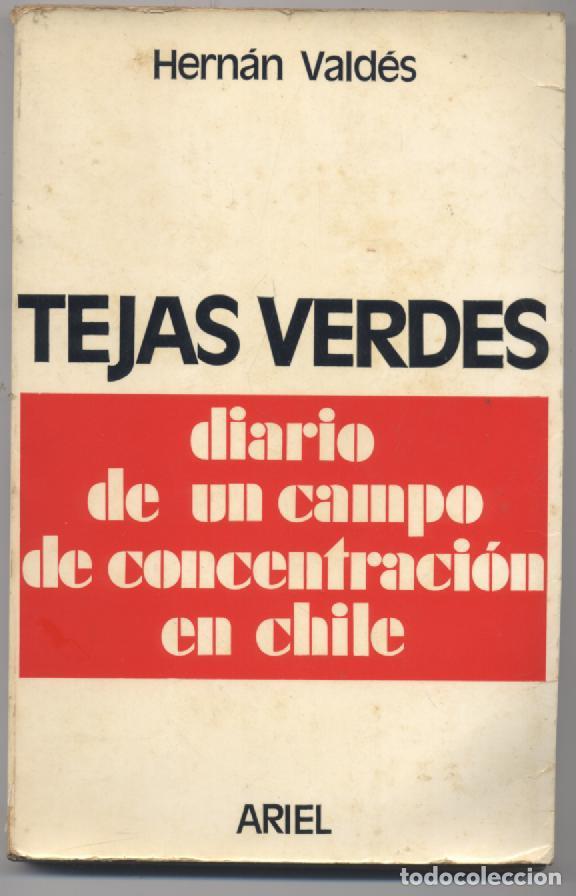 Hernán Valdés
TEJAS VERDES
diario
de un campo
de concentración
en chile
ARIEL
todocoleccion